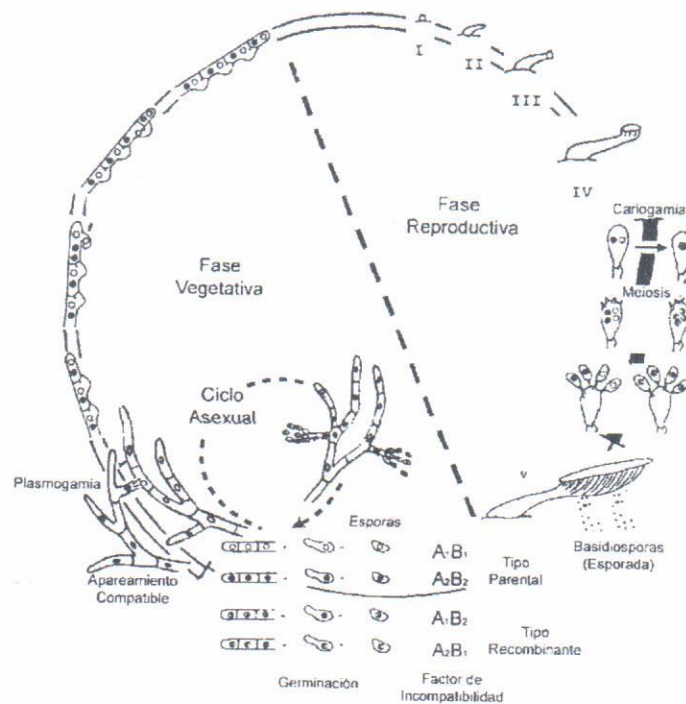 I
II
III
IV
Fase
Reproductiva
Cariogamia
Meiosis
Fase
Vegetativa
Ciclo
Asexual
Plasmogamia
Apareamiento
Compatible
V
Basidiosporas
(Esporada)
Esporas
A1B1
Tipo
Parental
A2B2
A1B2
Tipo
Recombinante
A2B1
Germinación
Factor de
Incompatibilidad